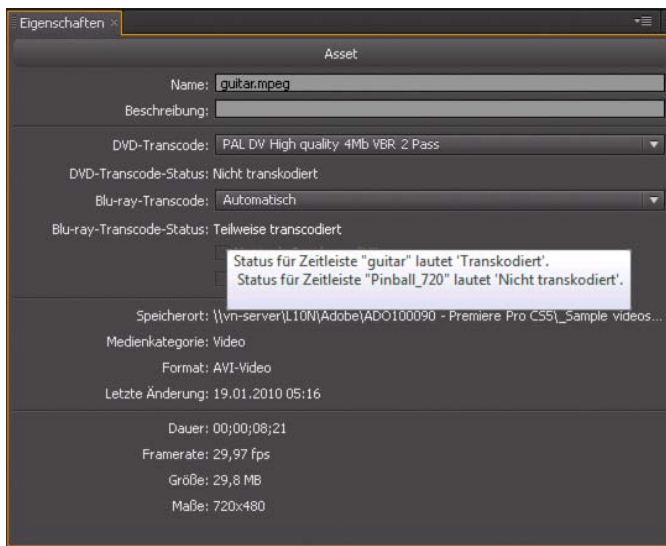 Eigenschaften
Asset
Name: guitar.mpeg
Beschreibung:
DVD-Transcode: PAL DV High quality 4Mb VBR 2 Pass
DVD-Transcode-Status: Nicht transkodiert
Blu-ray-Transcode: Automatisch
Blu-ray-Transcode-Status: Teilweise transcodiert
Status für Zeitleiste "guitar" lautet 'Transkodiert'.
Status für Zeitleiste "Pinball_720" lautet 'Nicht transkodiert'.
Speicherort: \\vn-server\L10N\Adobe\ADO100090 - Premiere Pro CS5\_Sample videos...
Medienkategorie: Video
Format: AVI-Video
Letzte Änderung: 19.01.2010 05:16
Dauer: 00;00;08;21
Framerate: 29,97 fps
Größe: 29,8 MB
Maße: 720x480